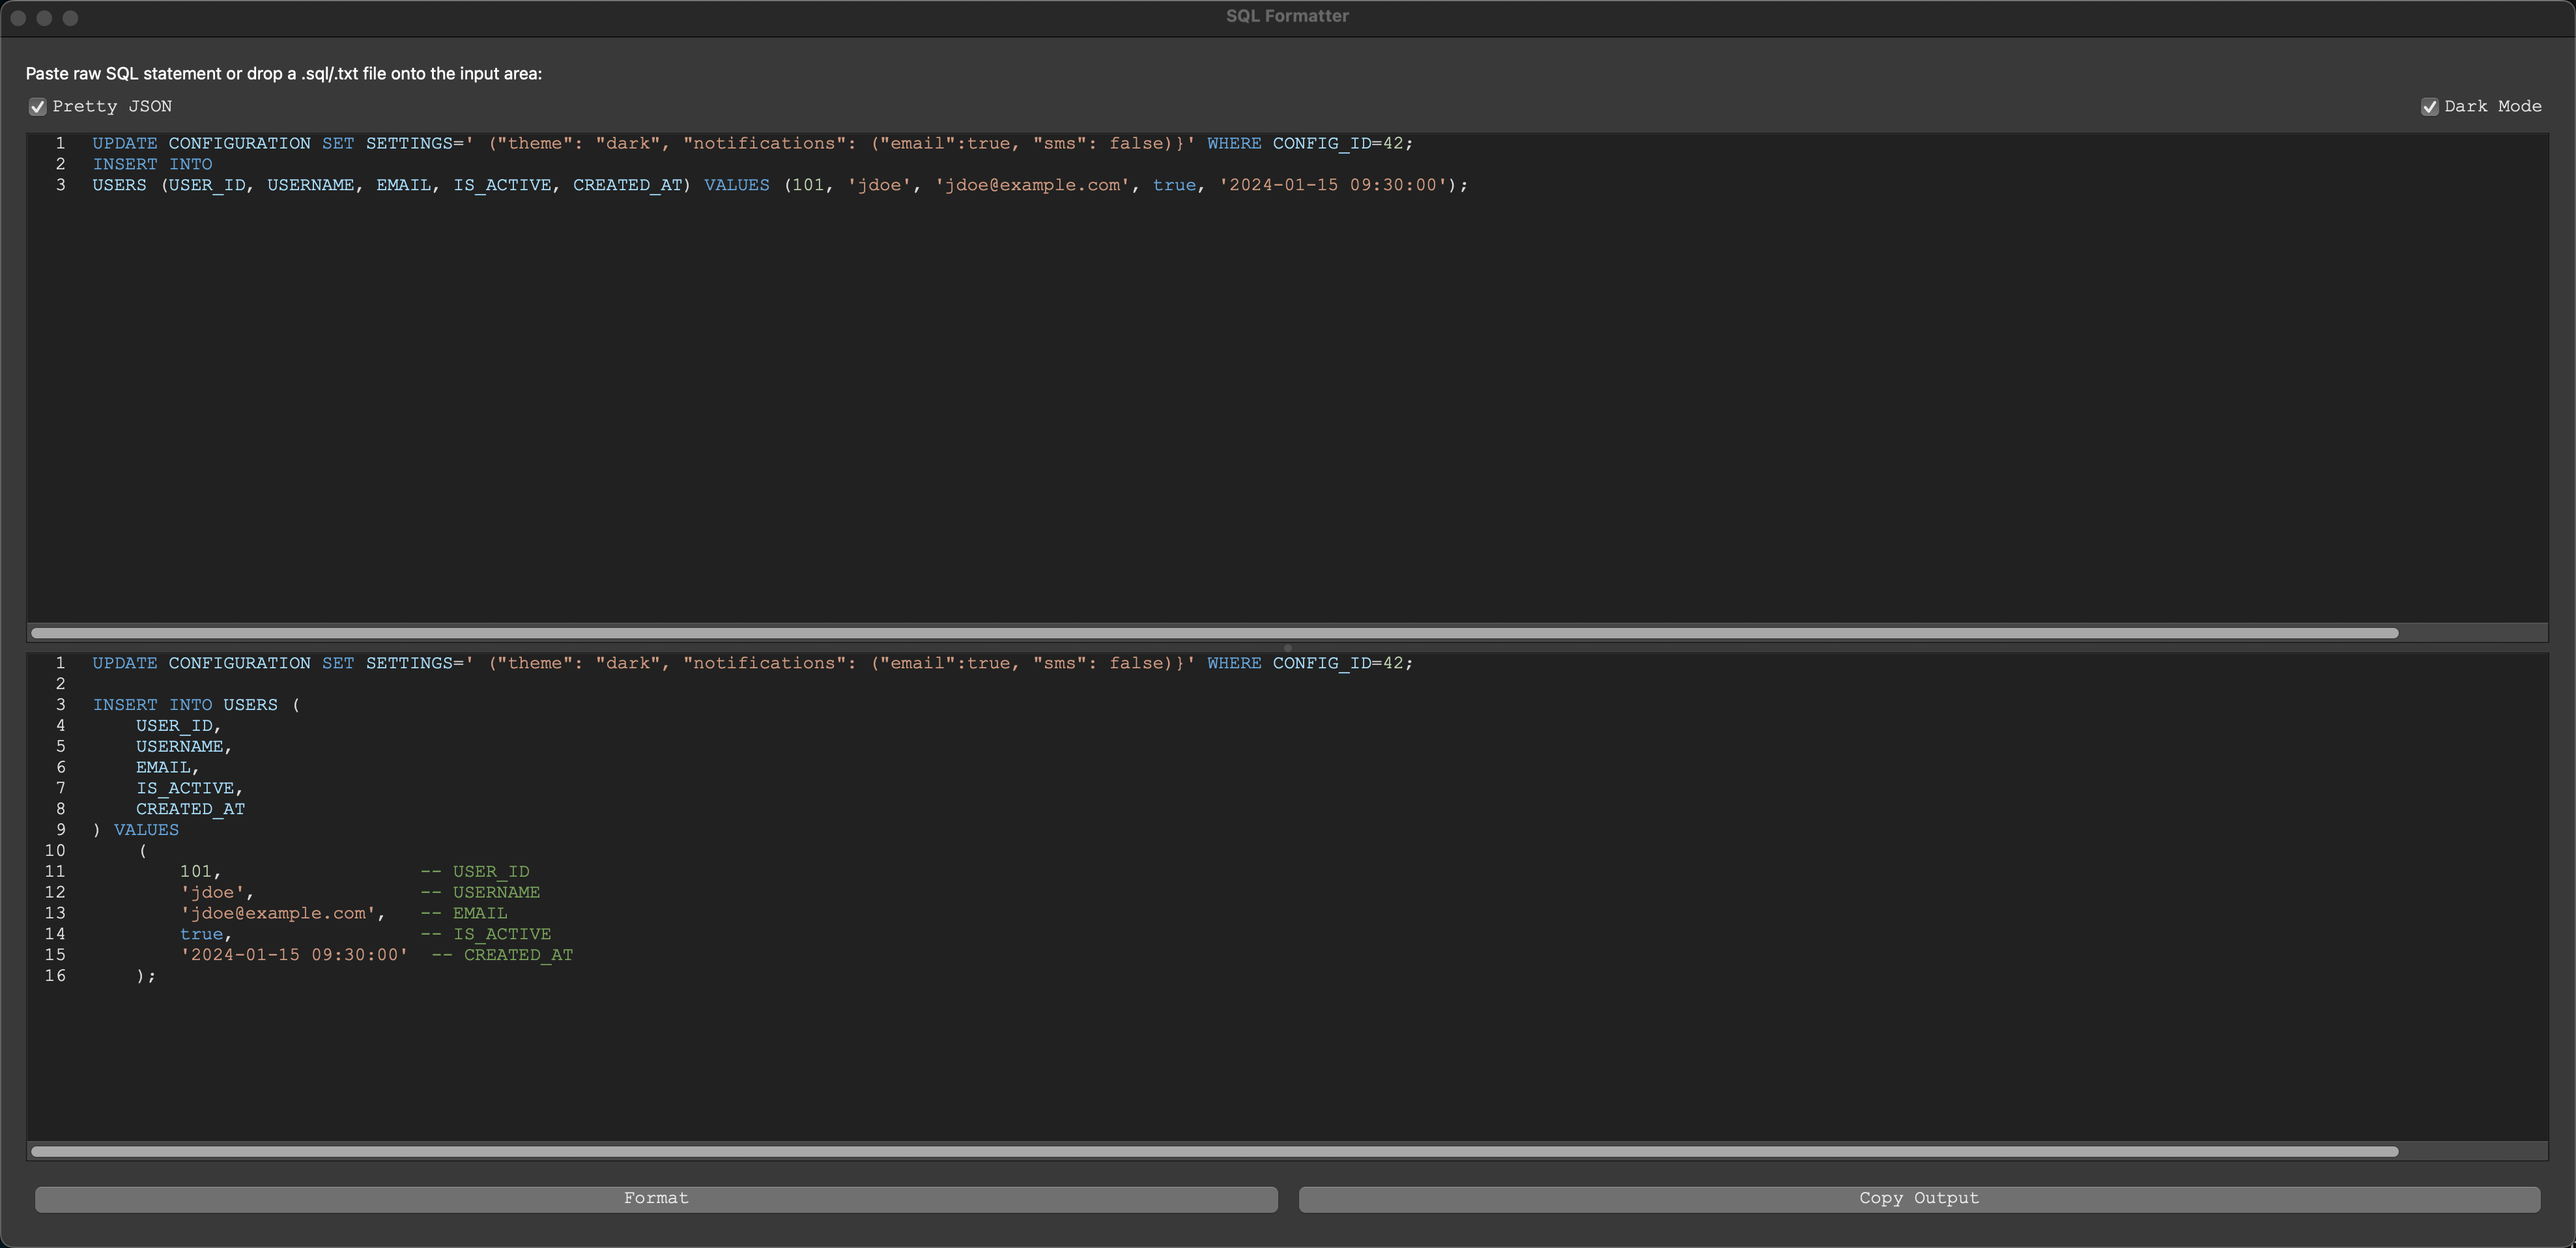 SQL Formatter
Paste raw SQL statement or drop a .sql/.txt file onto the input area:
Pretty JSON
Dark Mode
1 UPDATE CONFIGURATION SET SETTINGS=' ("theme": "dark", "notifications": ("email":true, "sms": false)}' WHERE CONFIG_ID=42;
2 INSERT INTO
3 USERS (USER_ID, USERNAME, EMAIL, IS_ACTIVE, CREATED_AT) VALUES (101, 'jdoe', 'jdoe@example.com', true, '2024-01-15 09:30:00');
1 UPDATE CONFIGURATION SET SETTINGS=' ("theme": "dark", "notifications": ("email":true, "sms": false)}' WHERE CONFIG_ID=42;
2
3 INSERT INTO USERS (
4     USER_ID,
5     USERNAME,
6     EMAIL,
7     IS_ACTIVE,
8     CREATED_AT
9 ) VALUES
10     (
11         101,                  -- USER_ID
12         'jdoe',               -- USERNAME
13         'jdoe@example.com',   -- EMAIL
14         true,                 -- IS_ACTIVE
15         '2024-01-15 09:30:00'  -- CREATED_AT
16     );
Format
Copy Output